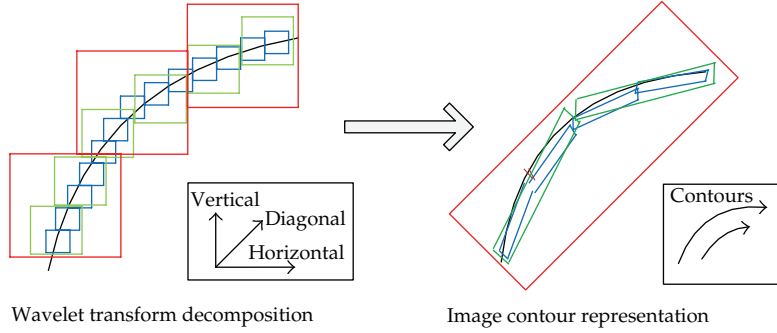 Vertical
Diagonal
Horizontal
Contours
Wavelet transform decomposition
Image contour representation